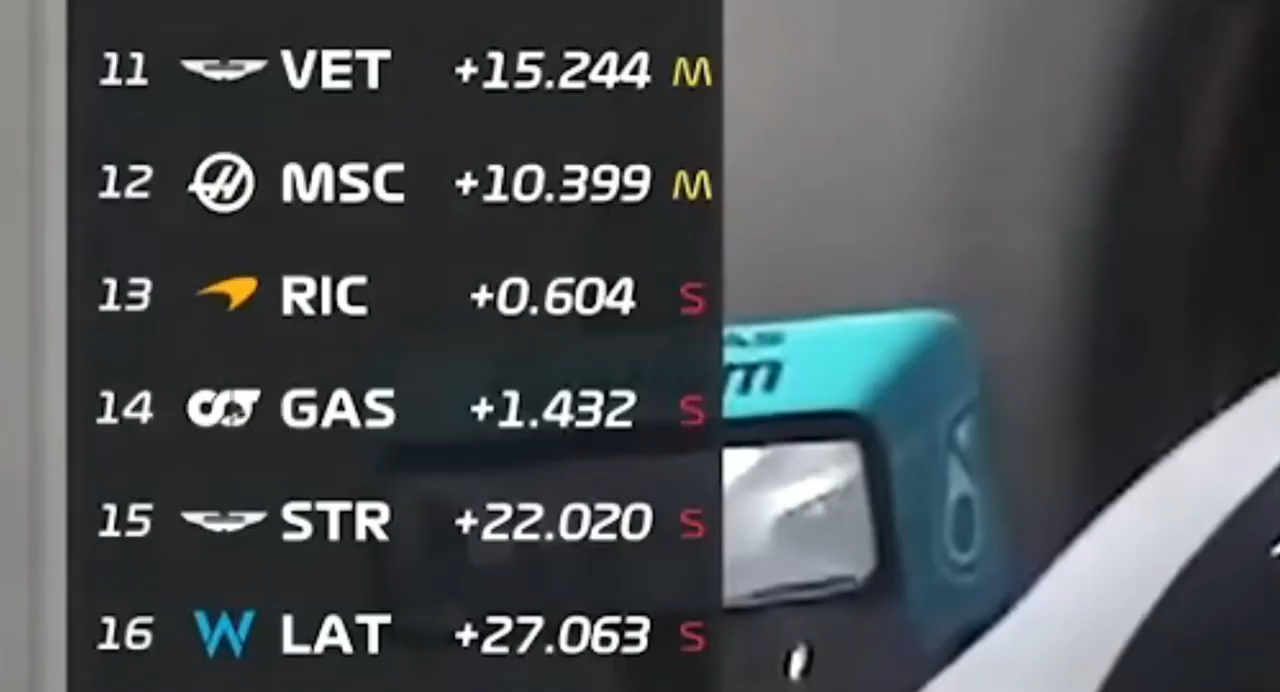 11 VET +15.244 M
12 MSC +10.399 M
13 RIC +0.604 S
14 GAS +1.432 S
15 STR +22.020 S
16 W LAT +27.063 S
m